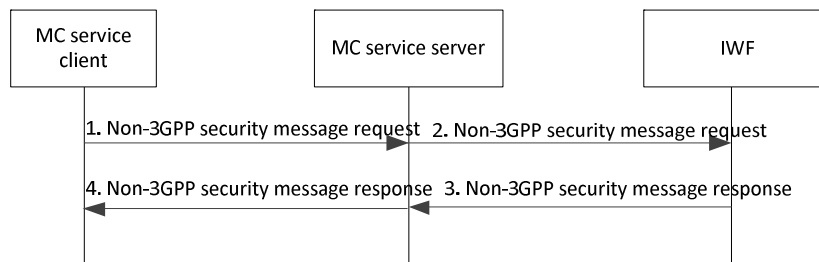 MC service
client
MC service server
IWF
1. Non-3GPP security message request
2. Non-3GPP security message request
4. Non-3GPP security message response
3. Non-3GPP security message response